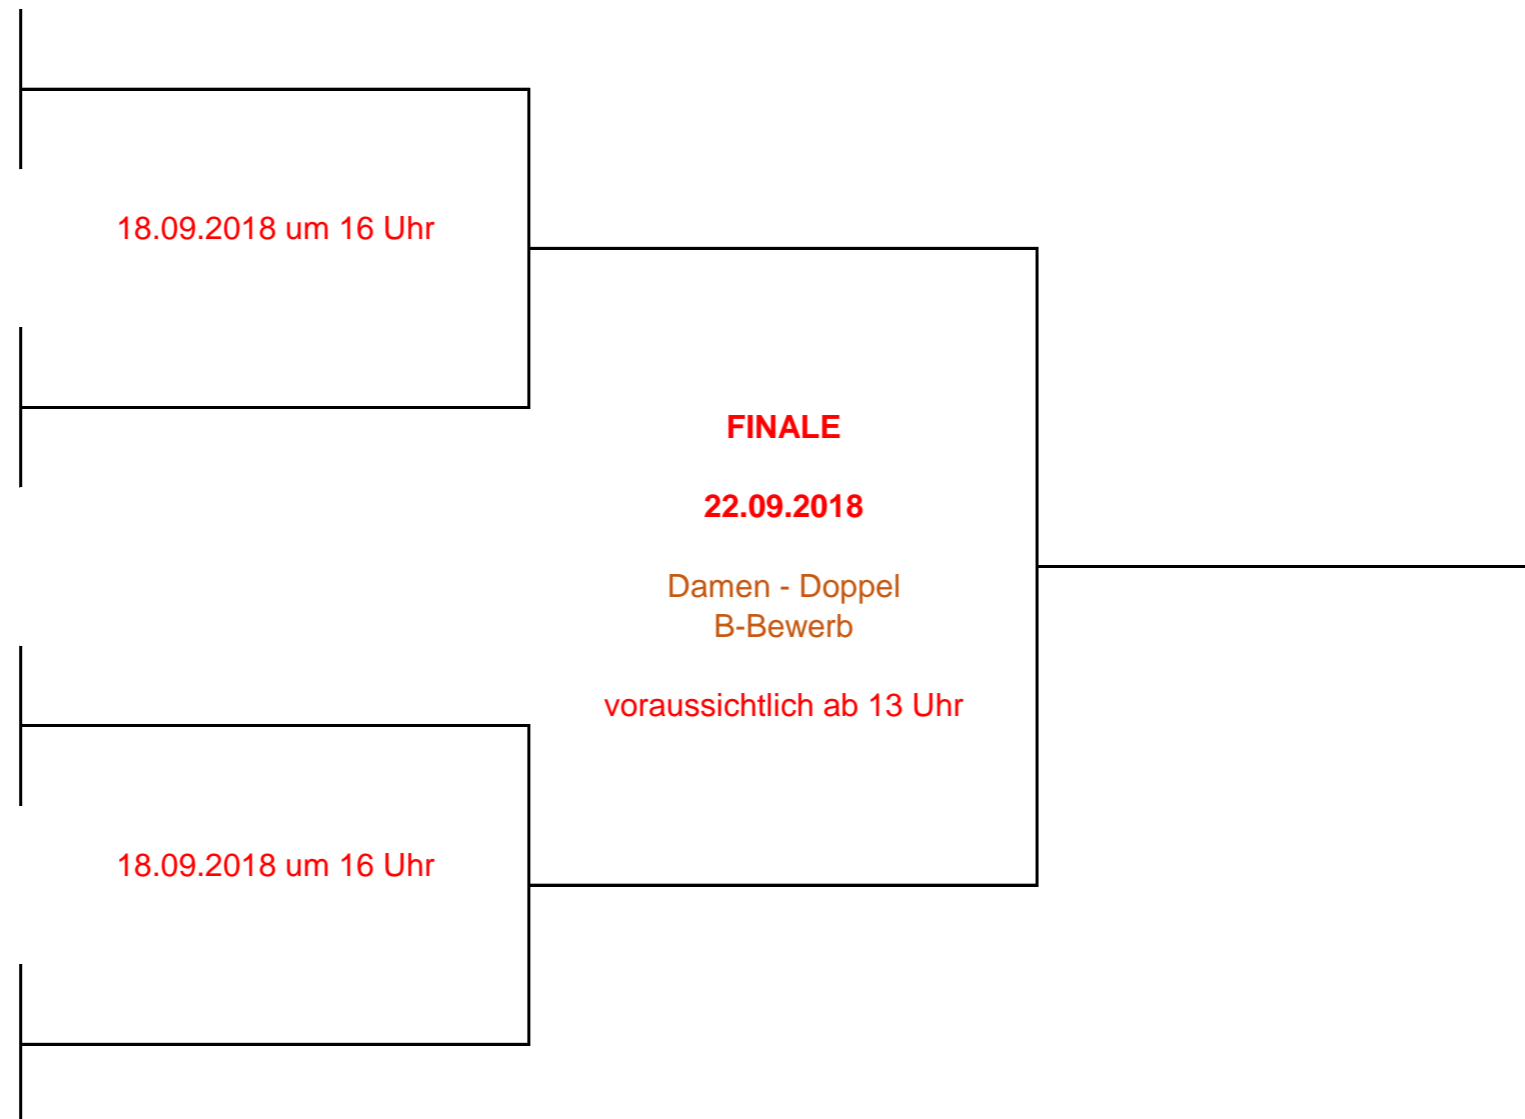 18.09.2018 um 16 Uhr
FINALE
22.09.2018
Damen - Doppel
B-Bewerb
voraussichtlich ab 13 Uhr
18.09.2018 um 16 Uhr